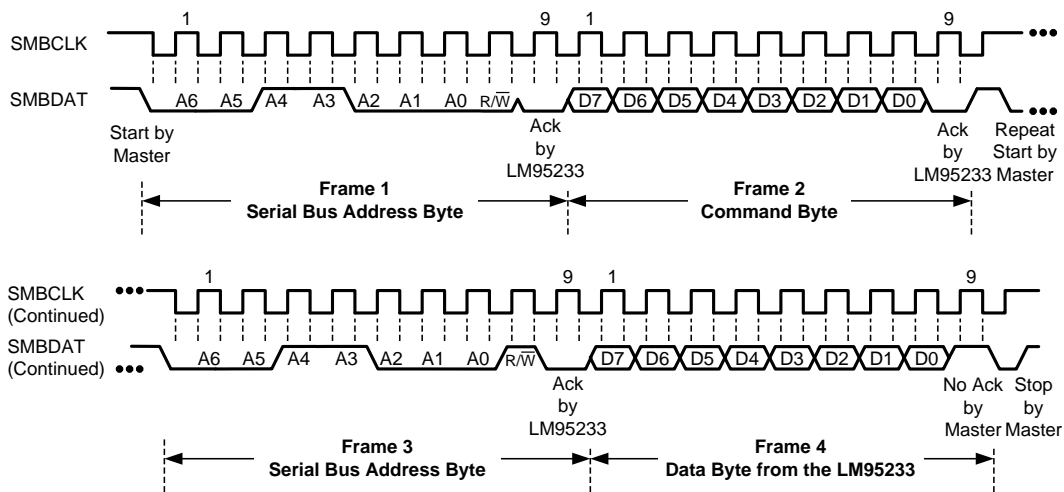 1 9 1 9
SMBCLK
SMBDAT
A6 A5 A4 A3 A2 A1 A0 R/W̅ D7 D6 D5 D4 D3 D2 D1 D0
Start by
Master
Ack
by
LM95233
Ack
by
LM95233
Repeat
Start by
Master
Frame 1
Serial Bus Address Byte
Frame 2
Command Byte
1 9 1 9
SMBCLK
(Continued)
SMBDAT
(Continued)
A6 A5 A4 A3 A2 A1 A0 R/W̅ D7 D6 D5 D4 D3 D2 D1 D0
Ack
by
LM95233
No Ack
by
Master
Stop
by
Master
Frame 3
Serial Bus Address Byte
Frame 4
Data Byte from the LM95233